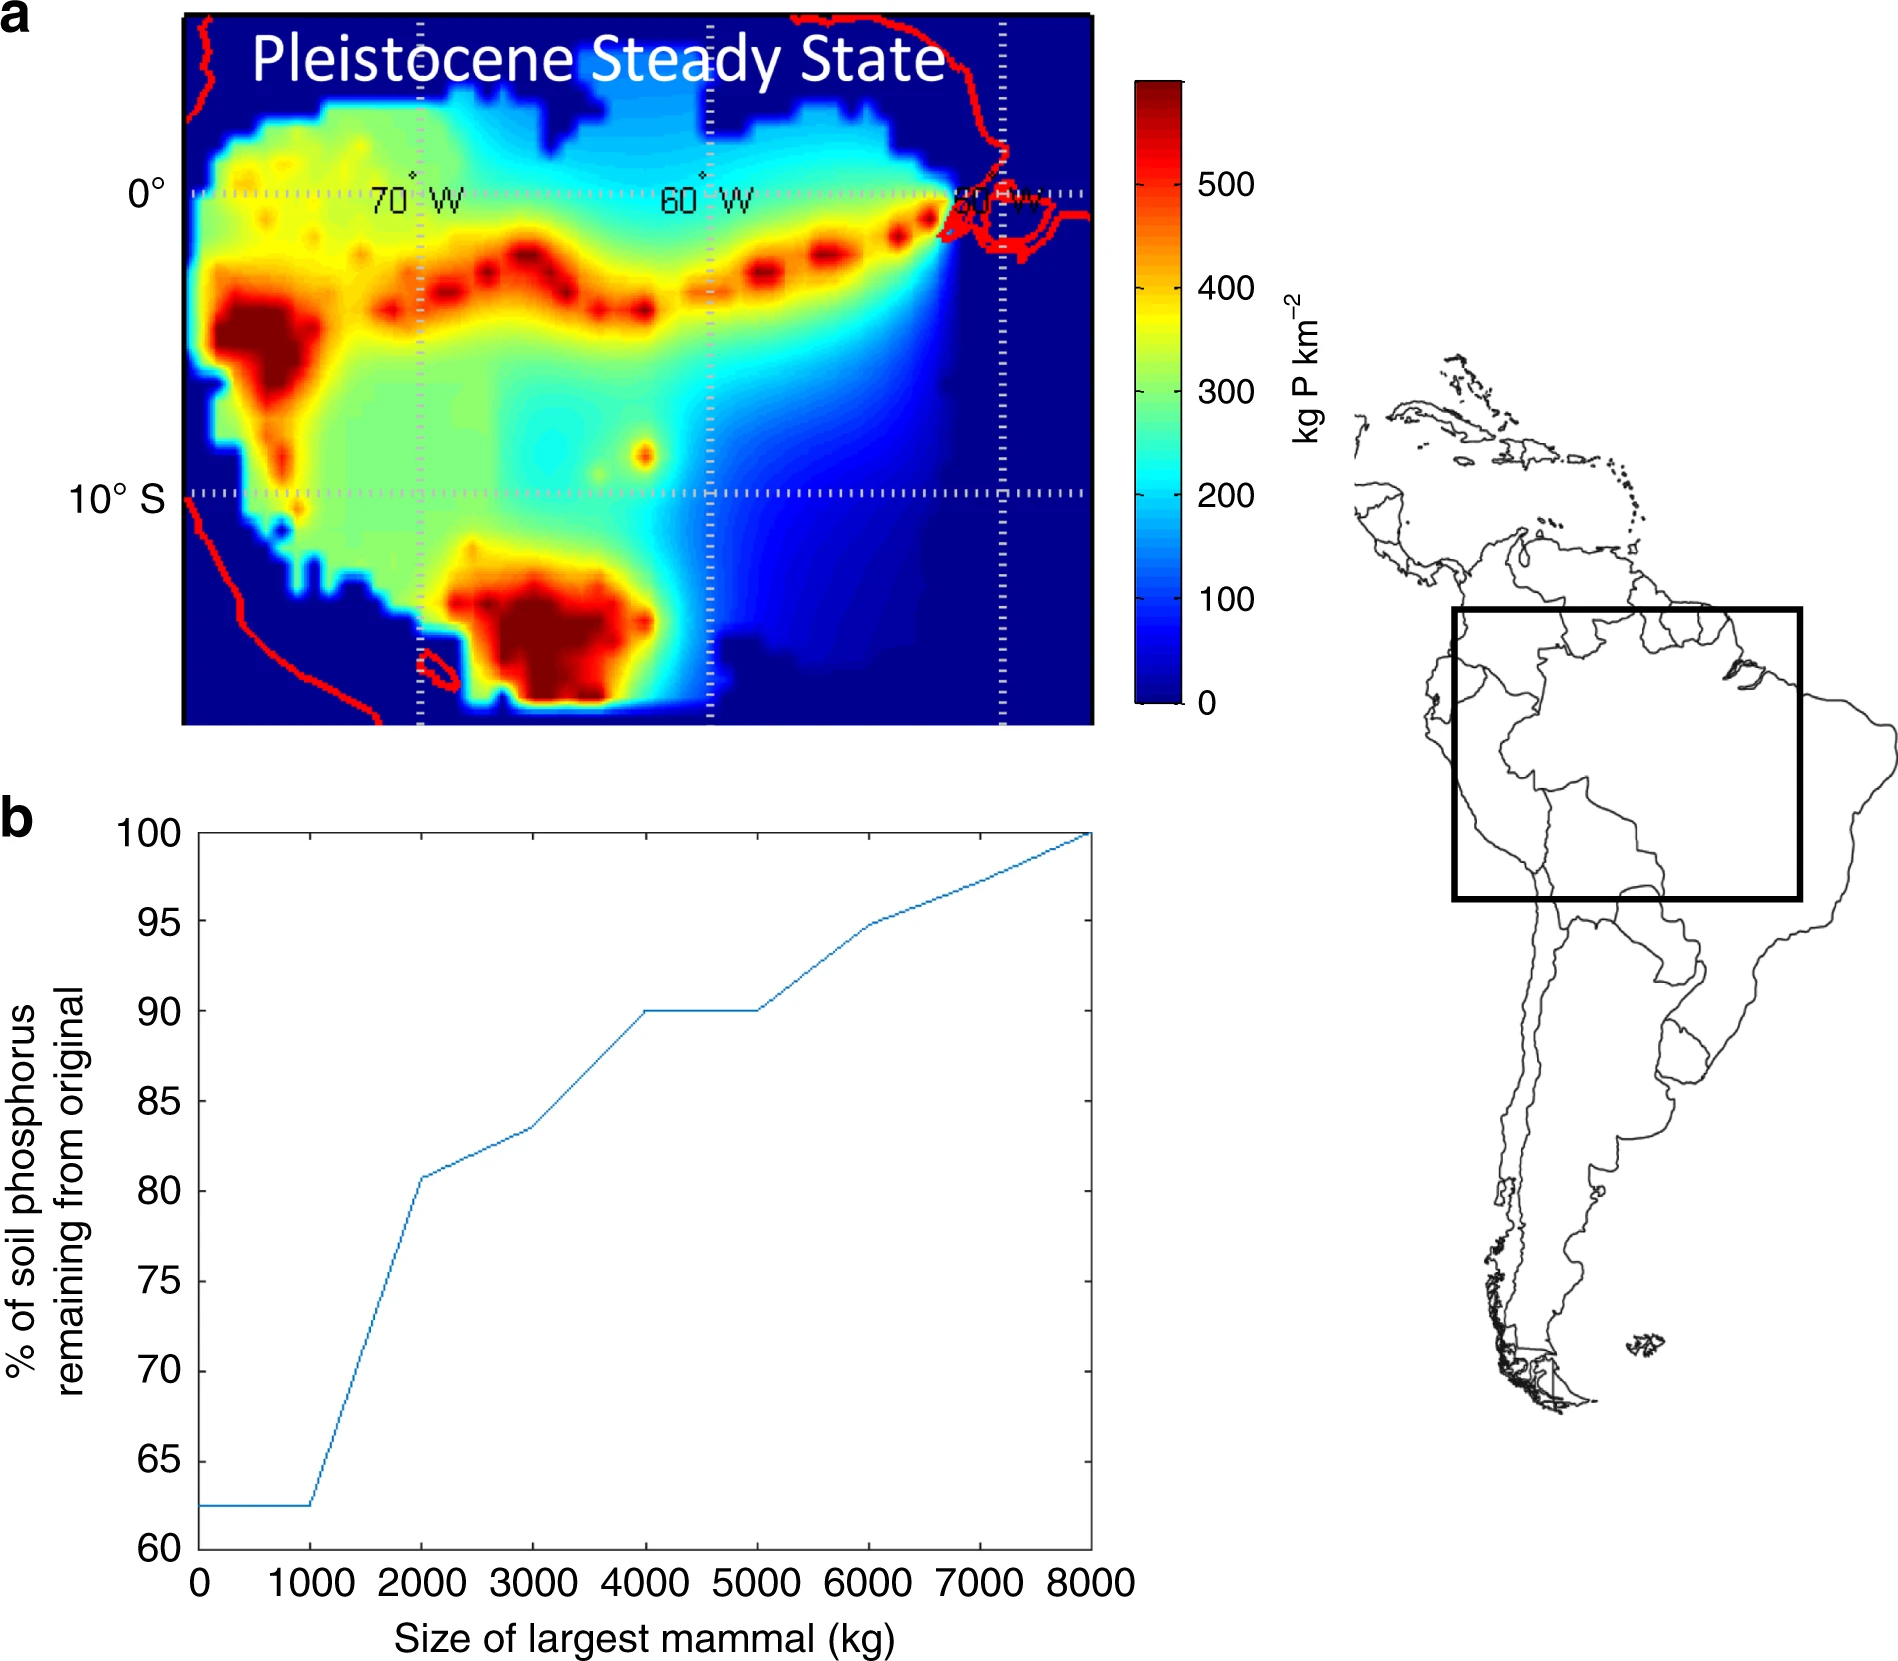 a
Pleistocene Steady State
0°
70° W
60° W
50° W
10° S
500
400
300
200
100
0
kg P km⁻²
b
100
95
90
85
80
75
70
65
60
% of soil phosphorus
remaining from original
0 1000 2000 3000 4000 5000 6000 7000 8000
Size of largest mammal (kg)